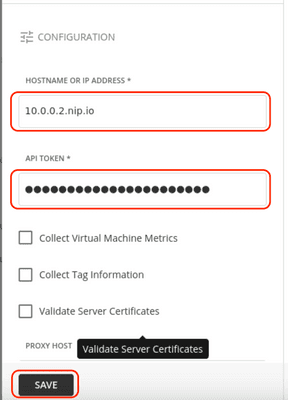 CONFIGURATION
HOSTNAME OR IP ADDRESS *
10.0.0.2.nip.io
API TOKEN *
●●●●●●●●●●●●●●●●●●●●●●
Collect Virtual Machine Metrics
Collect Tag Information
Validate Server Certificates
PROXY HOST
Validate Server Certificates
SAVE